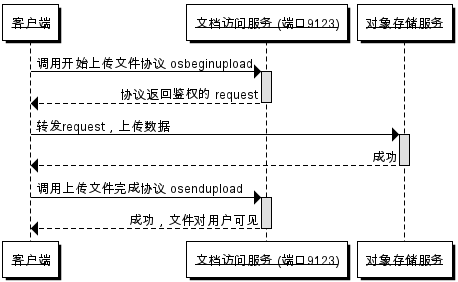 客户端
文档访问服务 (端口9123)
对象存储服务
调用开始上传文件协议 osbeginupload
协议返回鉴权的 request
转发request，上传数据
成功
调用上传文件完成协议 osendupload
成功，文件对用户可见
客户端
文档访问服务 (端口9123)
对象存储服务